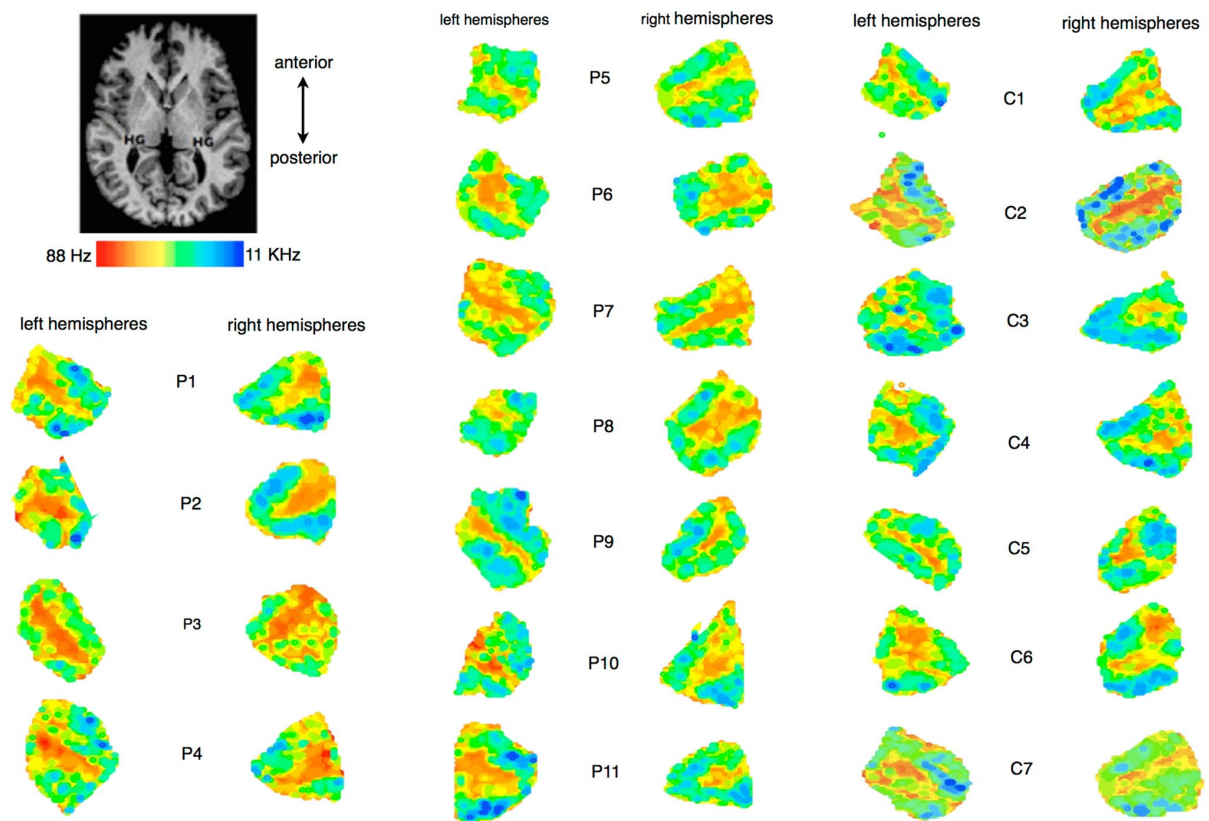 anterior
posterior
HG
HG
88 Hz
11 KHz
left hemispheres
right hemispheres
P1
P2
P3
P4
left hemispheres
right hemispheres
P5
P6
P7
P8
P9
P10
P11
left hemispheres
right hemispheres
C1
C2
C3
C4
C5
C6
C7